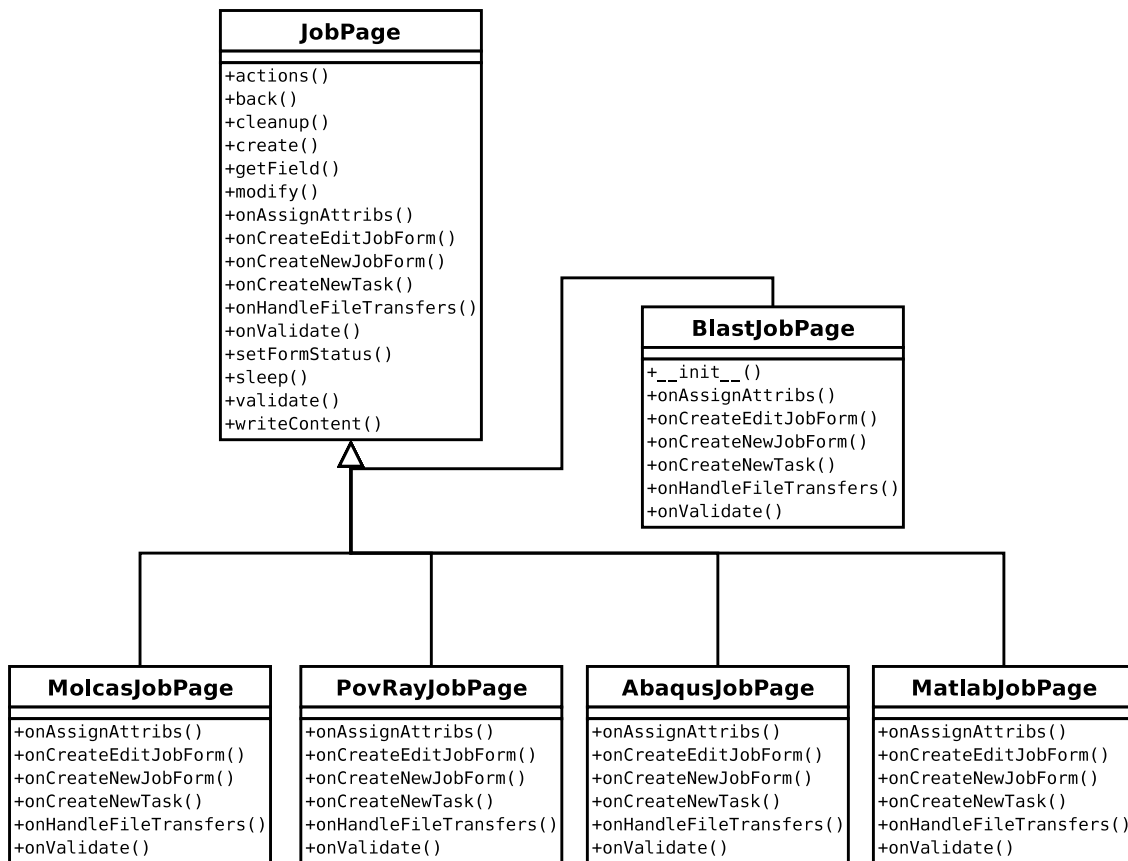 JobPage
+actions()
+back()
+cleanup()
+create()
+getField()
+modify()
+onAssignAttribs()
+onCreateEditJobForm()
+onCreateNewJobForm()
+onCreateNewTask()
+onHandleFileTransfers()
+onValidate()
+setFormStatus()
+sleep()
+validate()
+writeContent()
BlastJobPage
+__init__()
+onAssignAttribs()
+onCreateEditJobForm()
+onCreateNewJobForm()
+onCreateNewTask()
+onHandleFileTransfers()
+onValidate()
MolcasJobPage
+onAssignAttribs()
+onCreateEditJobForm()
+onCreateNewJobForm()
+onCreateNewTask()
+onHandleFileTransfers()
+onValidate()
PovRayJobPage
+onAssignAttribs()
+onCreateEditJobForm()
+onCreateNewJobForm()
+onCreateNewTask()
+onHandleFileTransfers()
+onValidate()
AbaqusJobPage
+onAssignAttribs()
+onCreateEditJobForm()
+onCreateNewJobForm()
+onCreateNewTask()
+onHandleFileTransfers()
+onValidate()
MatlabJobPage
+onAssignAttribs()
+onCreateEditJobForm()
+onCreateNewJobForm()
+onCreateNewTask()
+onHandleFileTransfers()
+onValidate()